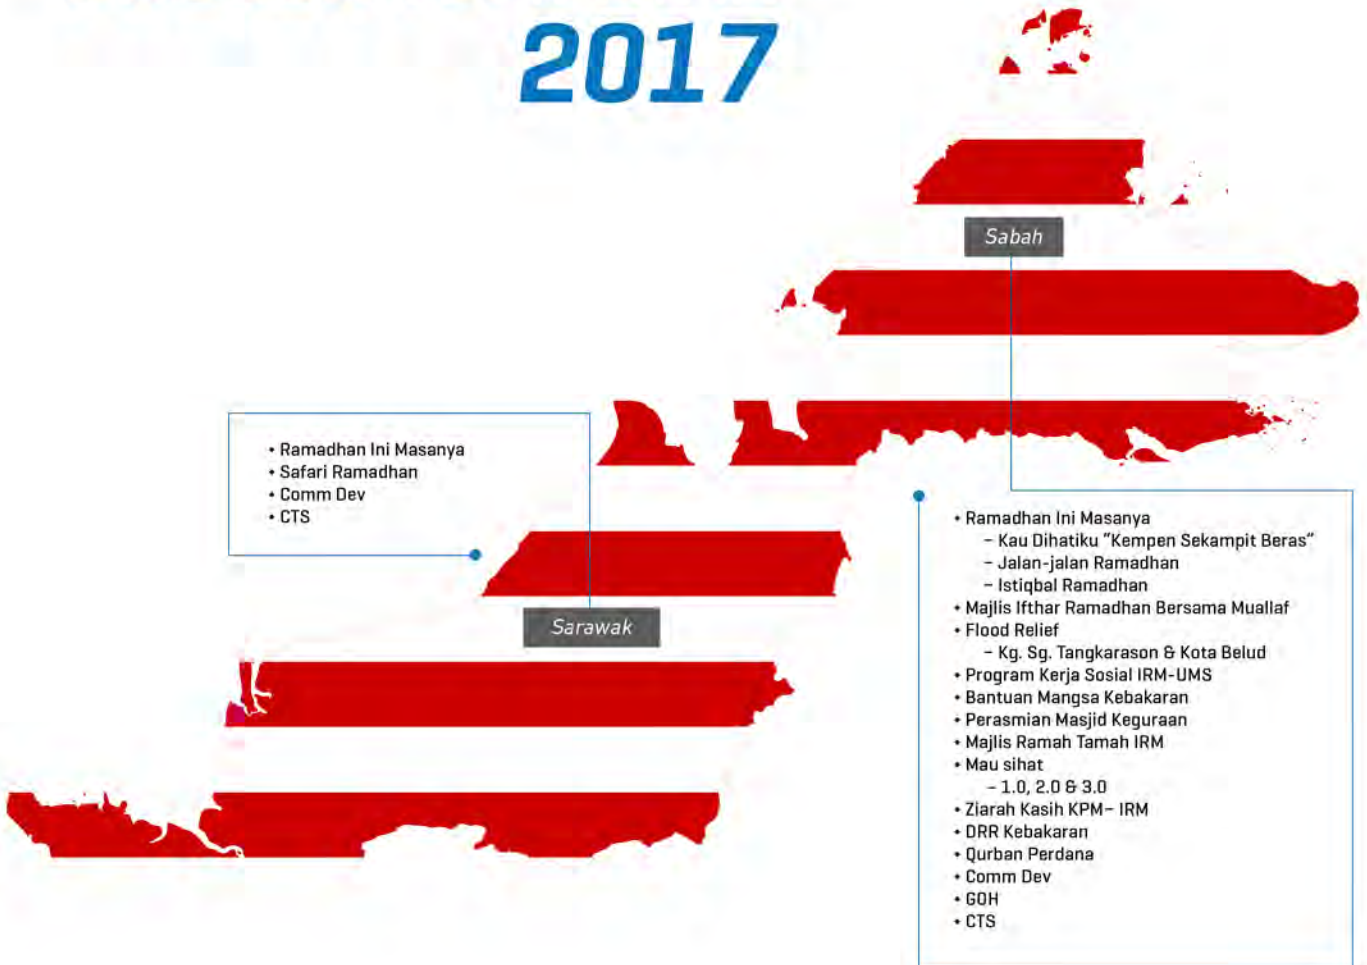 2017
Sabah
• Ramadhan Ini Masanya
• Safari Ramadhan
• Comm Dev
• CTS
Sarawak
• Ramadhan Ini Masanya
– Kau Dihatiku "Kempen Sekampit Beras"
– Jalan-jalan Ramadhan
– Istiqbal Ramadhan
• Majlis Ifthar Ramadhan Bersama Muallaf
• Flood Relief
– Kg. Sg. Tangkarason & Kota Belud
• Program Kerja Sosial IRM-UMS
• Bantuan Mangsa Kebakaran
• Perasmian Masjid Keguraan
• Majlis Ramah Tamah IRM
• Mau sihat
– 1.0, 2.0 & 3.0
• Ziarah Kasih KPM– IRM
• DRR Kebakaran
• Qurban Perdana
• Comm Dev
• GOH
• CTS